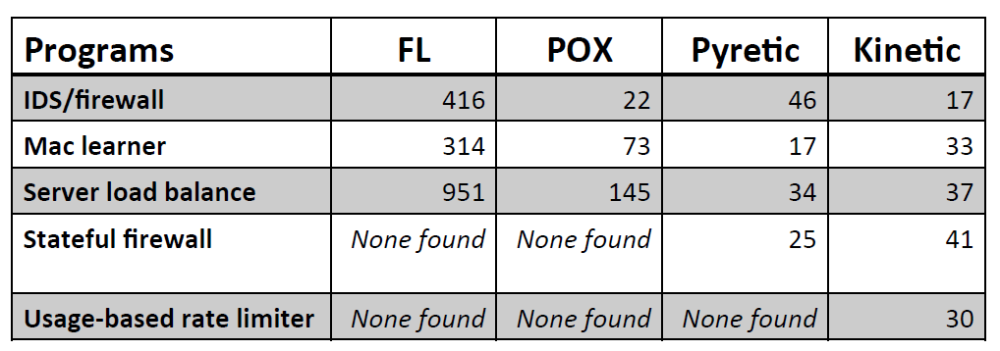 Programs FL POX Pyretic Kinetic
IDS/firewall 416 22 46 17
Mac learner 314 73 17 33
Server load balance 951 145 34 37
Stateful firewall None found None found 25 41
Usage-based rate limiter None found None found None found 30